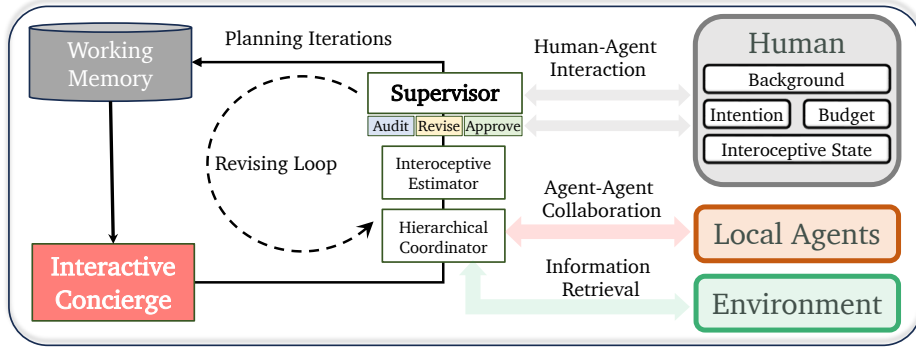 Working
Memory
Planning Iterations
Human-Agent
Interaction
Human
Background
Intention
Budget
Interoceptive State
Supervisor
Audit
Revise
Approve
Revising Loop
Interoceptive
Estimator
Hierarchical
Coordinator
Agent-Agent
Collaboration
Local Agents
Interactive
Concierge
Information
Retrieval
Environment